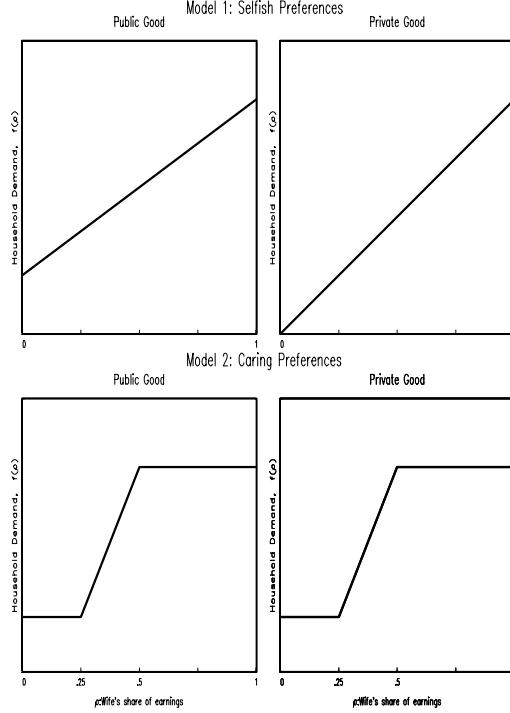 Model 1: Selfish Preferences
Public Good
Private Good
Household Demand, f(ρ)
Household Demand, f(ρ)
0
1
0
Model 2: Caring Preferences
Public Good
Private Good
Household Demand, f(ρ)
Household Demand, f(ρ)
0
.25
.5
1
0
.25
.5
ρ:Wife's share of earnings
ρ:Wife's share of earnings